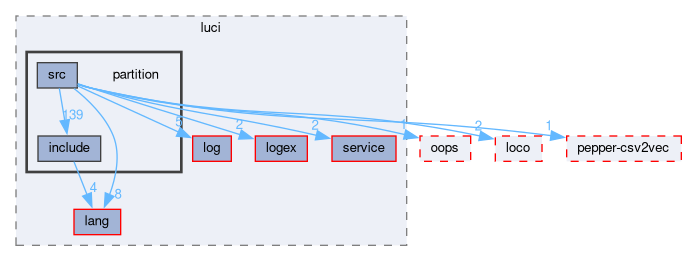 luci
src
partition
139
5
2
2
1
2
1
include
log
logex
service
oops
loco
pepper-csv2vec
4
8
lang